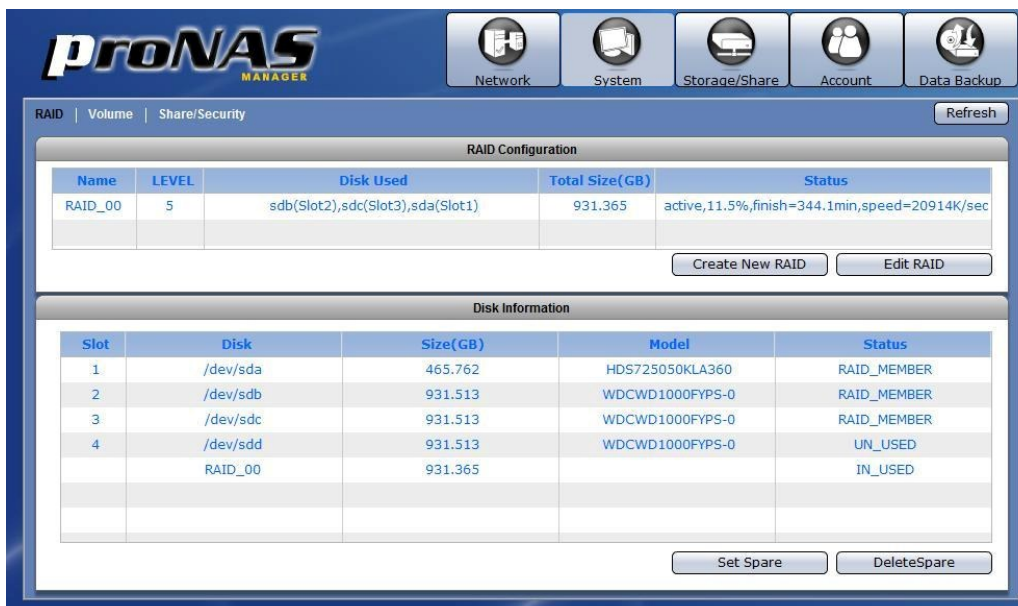 proNAS
MANAGER
Network System Storage/Share Account Data Backup
RAID | Volume | Share/Security Refresh
RAID Configuration
Name LEVEL Disk Used Total Size(GB) Status
RAID_00 5 sdb(Slot2),sdc(Slot3),sda(Slot1) 931.365 active,11.5%,finish=344.1min,speed=20914K/sec
Create New RAID Edit RAID
Disk Information
Slot Disk Size(GB) Model Status
1 /dev/sda 465.762 HDS725050KLA360 RAID_MEMBER
2 /dev/sdb 931.513 WDCWD1000FYPS-0 RAID_MEMBER
3 /dev/sdc 931.513 WDCWD1000FYPS-0 RAID_MEMBER
4 /dev/sdd 931.513 WDCWD1000FYPS-0 UN_USED
RAID_00 931.365 IN_USED
Set Spare DeleteSpare